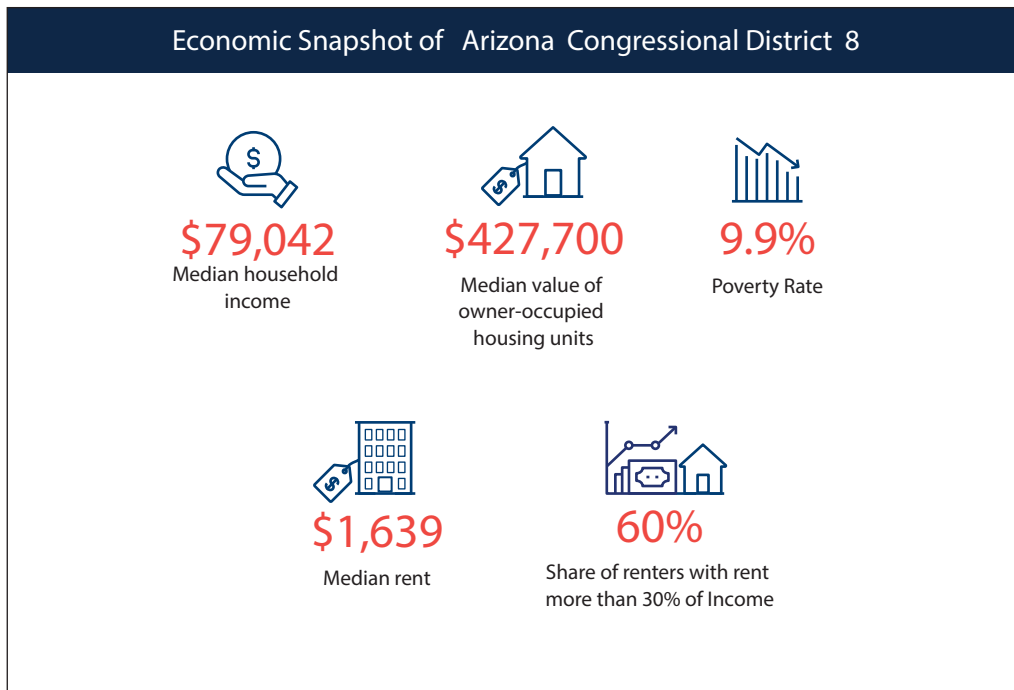 Economic Snapshot of Arizona Congressional District 8
$
$79,042
Median household
income
$
$427,700
Median value of
owner-occupied
housing units
9.9%
Poverty Rate
$
$1,639
Median rent
60%
Share of renters with rent
more than 30% of Income